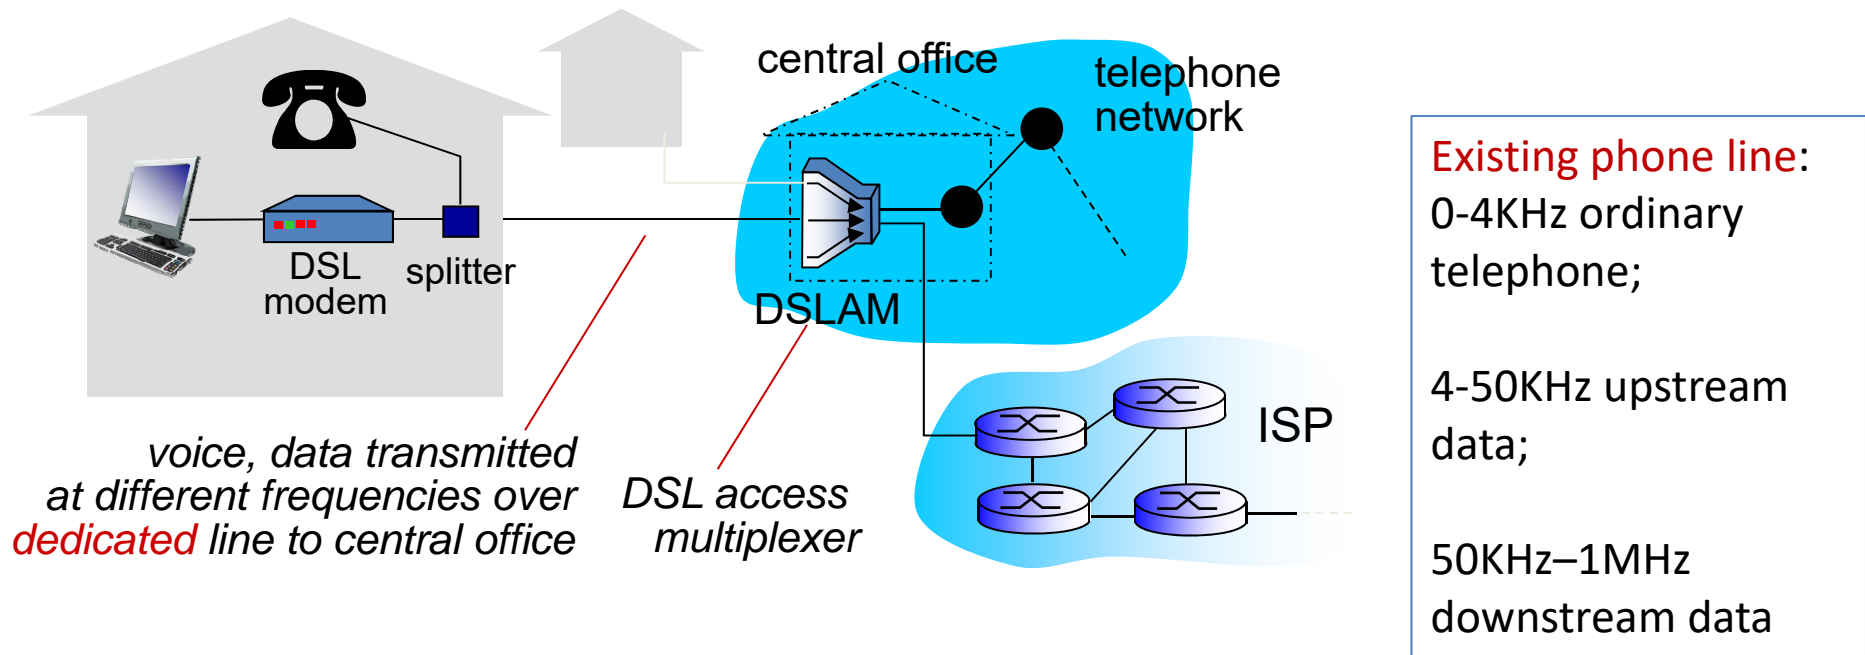 central office
telephone
network
DSL
modem
splitter
DSLAM
ISP
voice, data transmitted
at different frequencies over
dedicated line to central office
DSL access
multiplexer
Existing phone line:
0-4KHz ordinary
telephone;
4-50KHz upstream
data;
50KHz–1MHz
downstream data